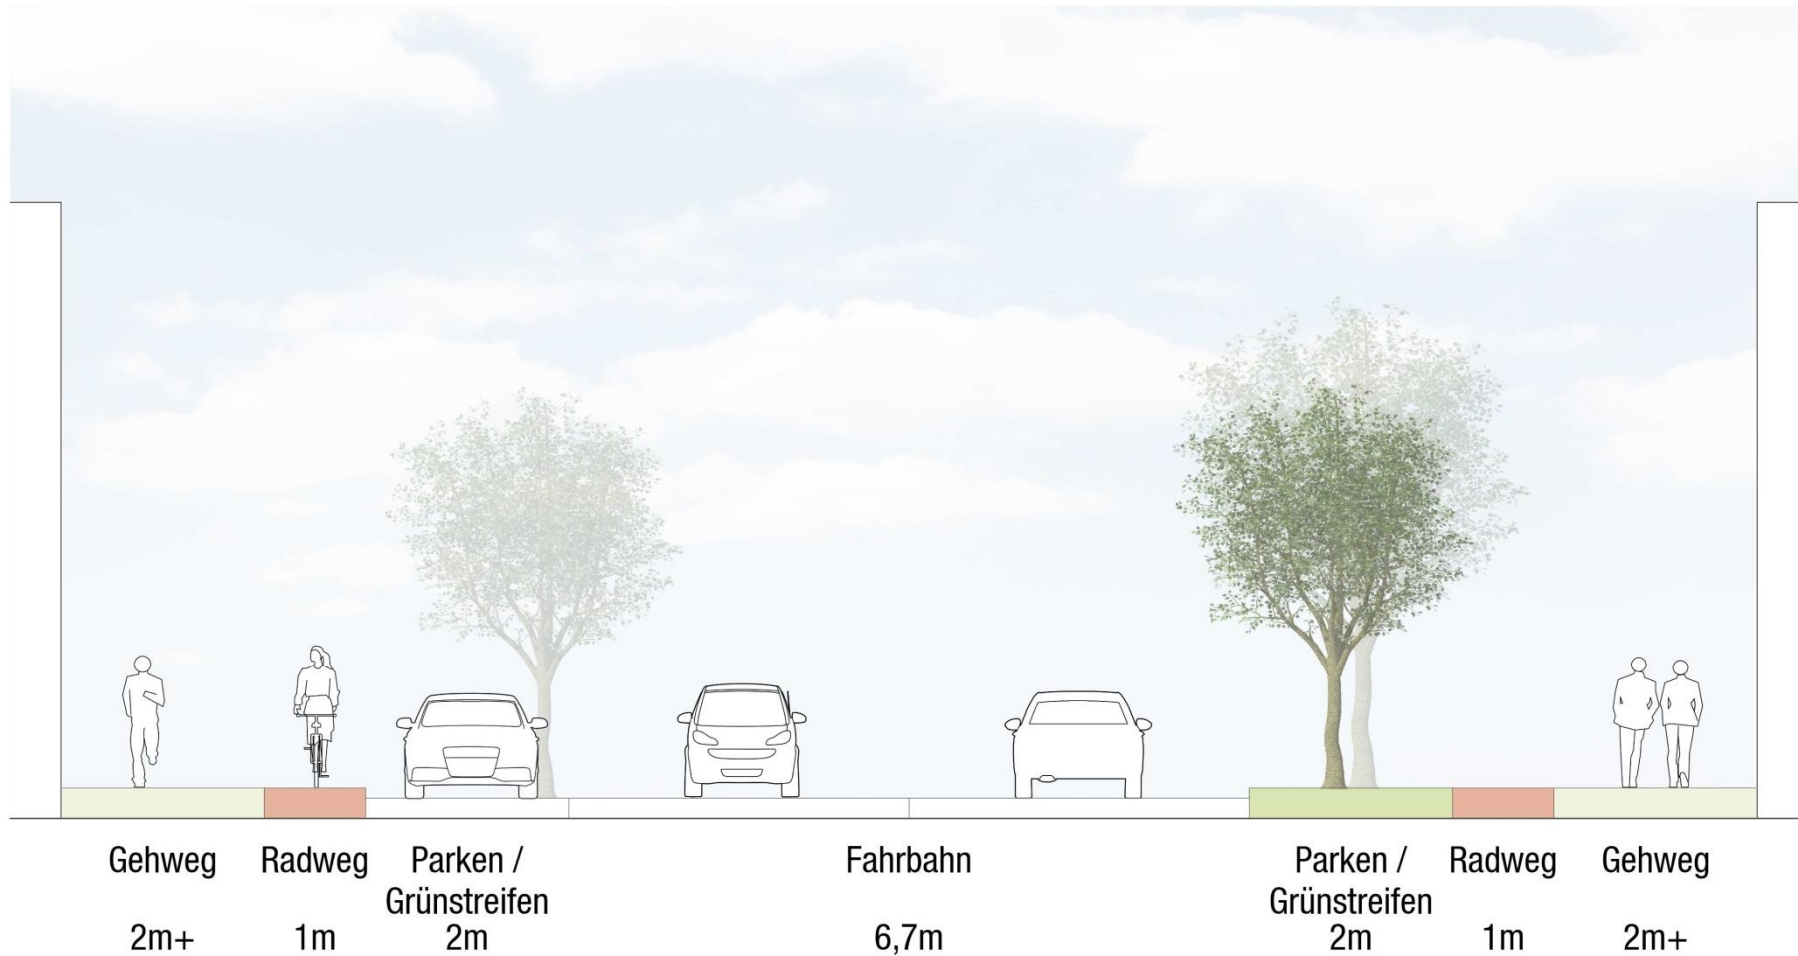 Gehweg Radweg Parken / Fahrbahn Parken / Radweg Gehweg
Grünstreifen Grünstreifen
2m+ 1m 2m 6,7m 2m 1m 2m+